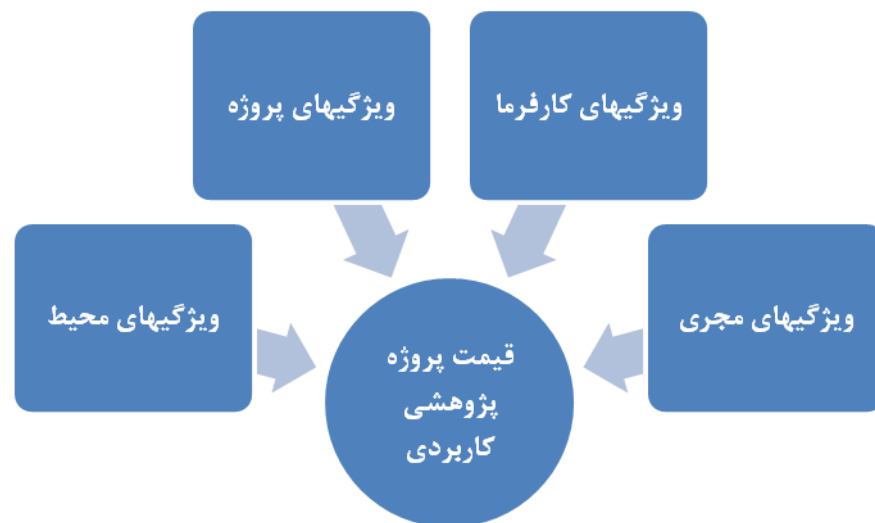 ویژگیهای کارفرما
ویژگیهای پروژه
ویژگیهای مجری
ویژگیهای محیط
قیمت پروژه
پژوهشی
کاربردی